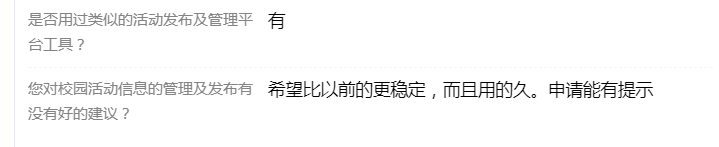 是否用过类似的活动发布及管理平 有
台工具？
您对校园活动信息的管理及发布有 希望比以前的更稳定，而且用的久。申请能有提示
没有好的建议？